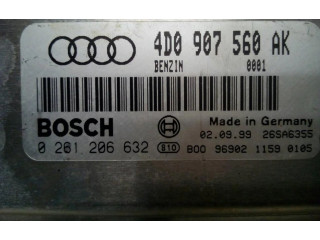 4D0 907 560 AK
BENZIN 0001
BOSCH Made in Germany
02.09.99 26SA6355
0 261 206 632 B10 B00 96902 1159 0105